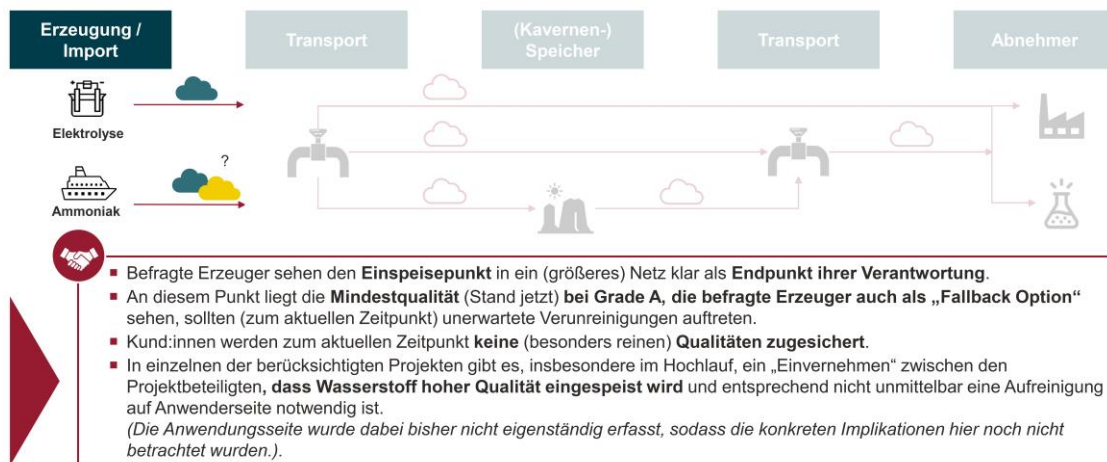 Erzeugung /
Import
Transport
(Kavernen-)
Speicher
Transport
Abnehmer
Elektrolyse
?
Ammoniak
▪ Befragte Erzeuger sehen den Einspeisepunkt in ein (größeres) Netz klar als Endpunkt ihrer Verantwortung.
▪ An diesem Punkt liegt die Mindestqualität (Stand jetzt) bei Grade A, die befragte Erzeuger auch als „Fallback Option“
sehen, sollten (zum aktuellen Zeitpunkt) unerwartete Verunreinigungen auftreten.
▪ Kund:innen werden zum aktuellen Zeitpunkt keine (besonders reinen) Qualitäten zugesichert.
▪ In einzelnen der berücksichtigten Projekten gibt es, insbesondere im Hochlauf, ein „Einvernehmen“ zwischen den
Projektbeteiligten, dass Wasserstoff hoher Qualität eingespeist wird und entsprechend nicht unmittelbar eine Aufreinigung
auf Anwenderseite notwendig ist.
(Die Anwendungsseite wurde dabei bisher nicht eigenständig erfasst, sodass die konkreten Implikationen hier noch nicht
betrachtet wurden.).